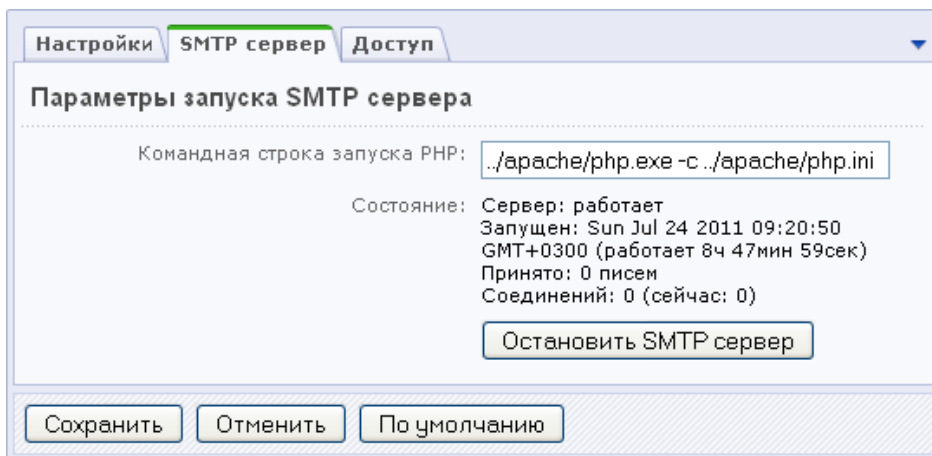 Настройки SMTP сервер Доступ
Параметры запуска SMTP сервера
Командная строка запуска PHP: ../apache/php.exe -c ../apache/php.ini
Состояние: Сервер: работает
Запущен: Sun Jul 24 2011 09:20:50
GMT+0300 (работает 8ч 47мин 59сек)
Принято: 0 писем
Соединений: 0 (сейчас: 0)
Остановить SMTP сервер
Сохранить Отменить По умолчанию